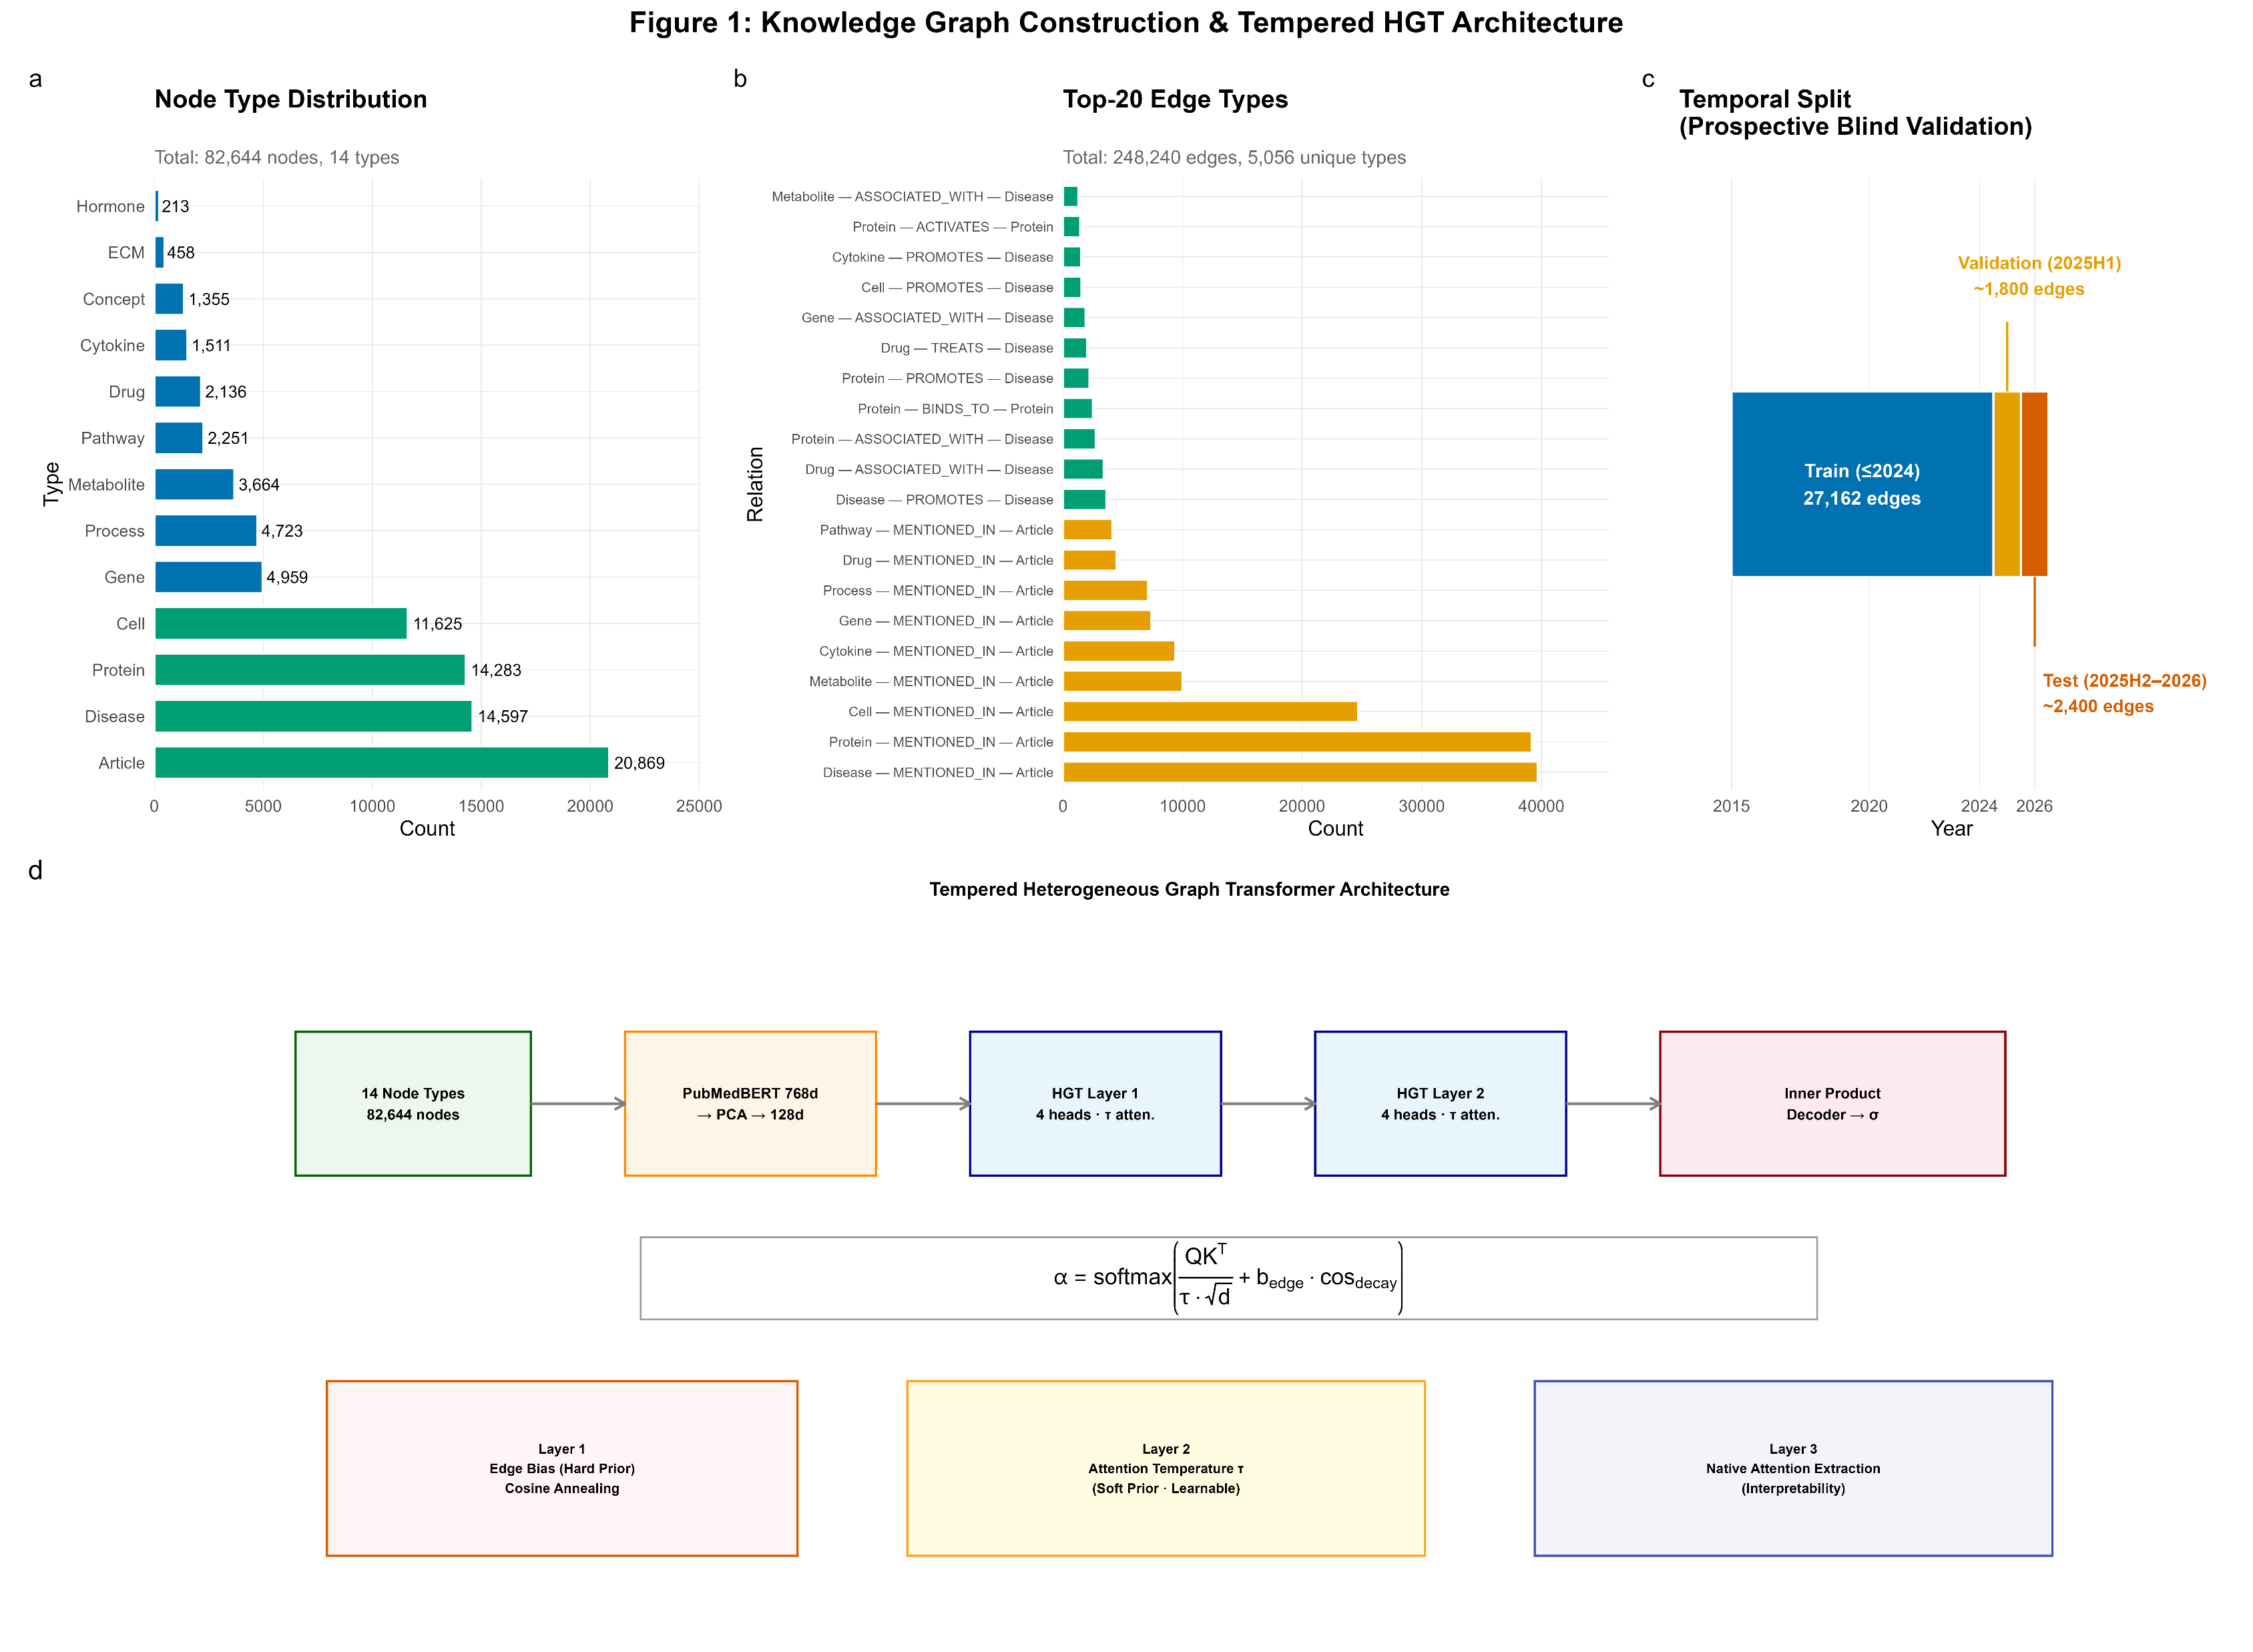 Figure 1: Knowledge Graph Construction & Tempered HGT Architecture
a
Node Type Distribution
Total: 82,644 nodes, 14 types
Type
Hormone 213
ECM 458
Concept 1,355
Cytokine 1,511
Drug 2,136
Pathway 2,251
Metabolite 3,664
Process 4,723
Gene 4,959
Cell 11,625
Protein 14,283
Disease 14,597
Article 20,869
0 5000 10000 15000 20000 25000
Count
b
Top-20 Edge Types
Total: 248,240 edges, 5,056 unique types
Relation
Metabolite — ASSOCIATED_WITH — Disease
Protein — ACTIVATES — Protein
Cytokine — PROMOTES — Disease
Cell — PROMOTES — Disease
Gene — ASSOCIATED_WITH — Disease
Drug — TREATS — Disease
Protein — PROMOTES — Disease
Protein — BINDS_TO — Protein
Protein — ASSOCIATED_WITH — Disease
Drug — ASSOCIATED_WITH — Disease
Disease — PROMOTES — Disease
Pathway — MENTIONED_IN — Article
Drug — MENTIONED_IN — Article
Process — MENTIONED_IN — Article
Gene — MENTIONED_IN — Article
Cytokine — MENTIONED_IN — Article
Metabolite — MENTIONED_IN — Article
Cell — MENTIONED_IN — Article
Protein — MENTIONED_IN — Article
Disease — MENTIONED_IN — Article
0 10000 20000 30000 40000
Count
c
Temporal Split
(Prospective Blind Validation)
Validation (2025H1)
~1,800 edges
Train (≤2024)
27,162 edges
Test (2025H2–2026)
~2,400 edges
2015 2020 2024 2026
Year
d
Tempered Heterogeneous Graph Transformer Architecture
14 Node Types
82,644 nodes
PubMedBERT 768d
→ PCA → 128d
HGT Layer 1
4 heads · τ atten.
HGT Layer 2
4 heads · τ atten.
Inner Product
Decoder → σ
α = softmax(QK^T / (τ · √d) + b_edge · cos_decay)
Layer 1
Edge Bias (Hard Prior)
Cosine Annealing
Layer 2
Attention Temperature τ
(Soft Prior · Learnable)
Layer 3
Native Attention Extraction
(Interpretability)